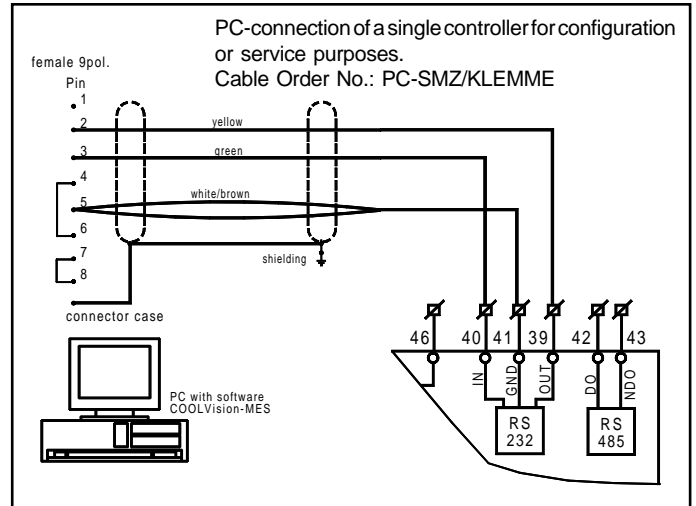 PC-connection of a single controller for configuration
or service purposes.
Cable Order No.: PC-SMZ/KLEMME
female 9pol.
Pin
1
2
yellow
3
green
4
white/brown
5
6
7
shielding
8
connector case
46 40 41 39 42 43
IN GND OUT DO NDO
PC with software
COOLVision-MES
RS
232
RS
485